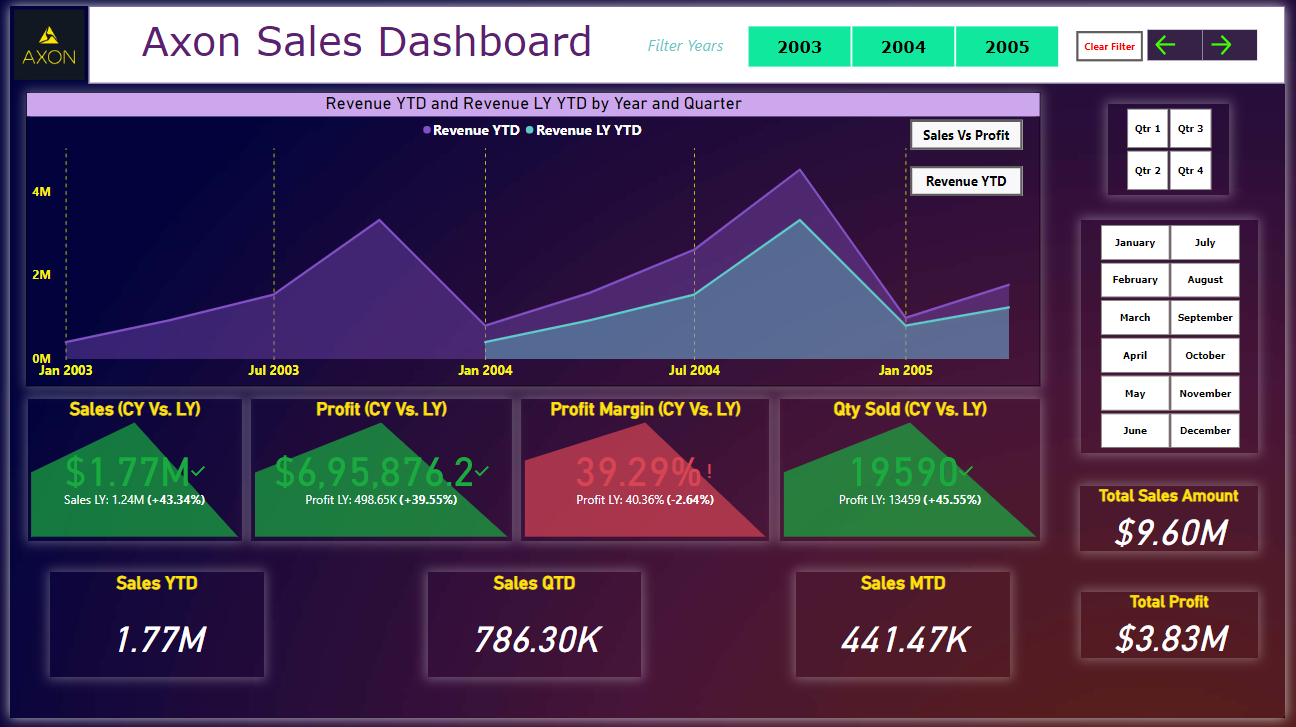 AXON
Axon Sales Dashboard
Filter Years
2003
2004
2005
Clear Filter
Revenue YTD and Revenue LY YTD by Year and Quarter
Revenue YTD
Revenue LY YTD
Sales Vs Profit
Revenue YTD
4M
2M
0M
Jan 2003
Jul 2003
Jan 2004
Jul 2004
Jan 2005
Qtr 1
Qtr 3
Qtr 2
Qtr 4
January
July
February
August
March
September
April
October
May
November
June
December
Sales (CY Vs. LY)
$1.77M
Sales LY: 1.24M (+43.34%)
Profit (CY Vs. LY)
$6,95,876.2
Profit LY: 498.65K (+39.55%)
Profit Margin (CY Vs. LY)
39.29%!
Profit LY: 40.36% (-2.64%)
Qty Sold (CY Vs. LY)
19590
Profit LY: 13459 (+45.55%)
Total Sales Amount
$9.60M
Sales YTD
1.77M
Sales QTD
786.30K
Sales MTD
441.47K
Total Profit
$3.83M